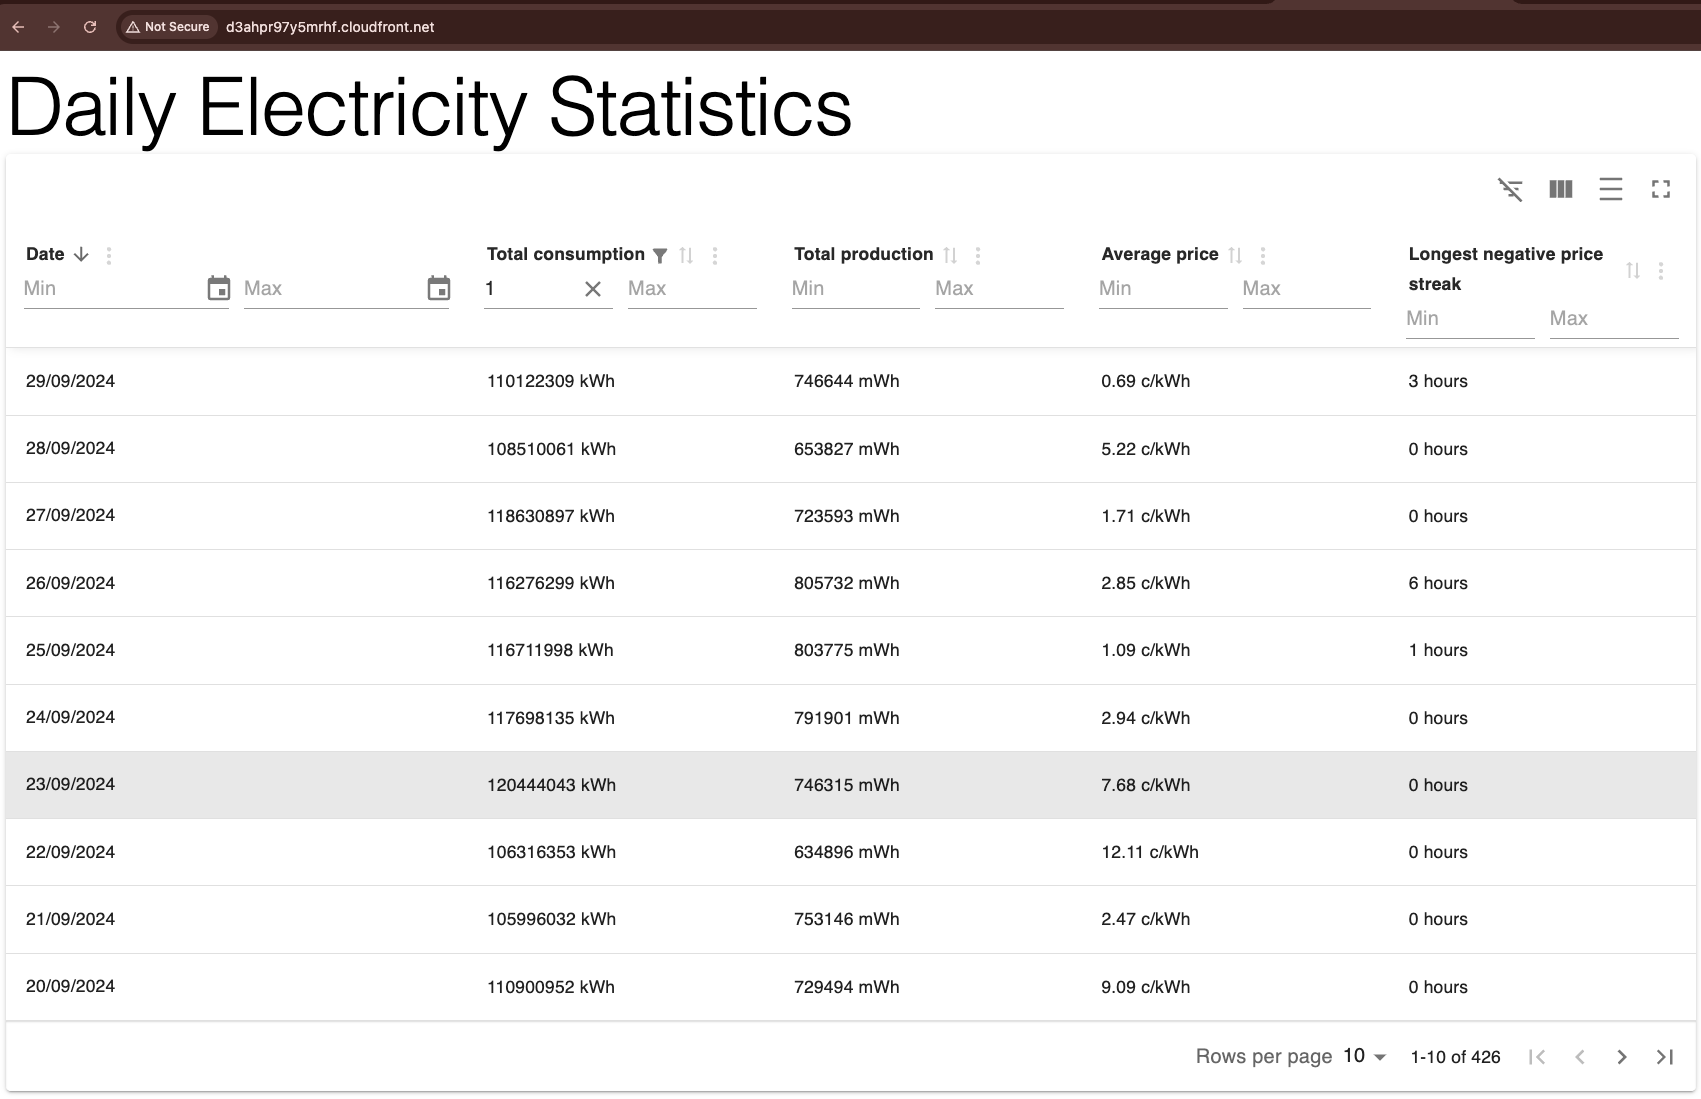 Not Secure d3ahpr97y5mrhf.cloudfront.net
Daily Electricity Statistics
Date Total consumption Total production Average price Longest negative price streak
Min Max 1 Max Min Max Min Max Min Max
29/09/2024 110122309 kWh 746644 mWh 0.69 c/kWh 3 hours
28/09/2024 108510061 kWh 653827 mWh 5.22 c/kWh 0 hours
27/09/2024 118630897 kWh 723593 mWh 1.71 c/kWh 0 hours
26/09/2024 116276299 kWh 805732 mWh 2.85 c/kWh 6 hours
25/09/2024 116711998 kWh 803775 mWh 1.09 c/kWh 1 hours
24/09/2024 117698135 kWh 791901 mWh 2.94 c/kWh 0 hours
23/09/2024 120444043 kWh 746315 mWh 7.68 c/kWh 0 hours
22/09/2024 106316353 kWh 634896 mWh 12.11 c/kWh 0 hours
21/09/2024 105996032 kWh 753146 mWh 2.47 c/kWh 0 hours
20/09/2024 110900952 kWh 729494 mWh 9.09 c/kWh 0 hours
Rows per page 10 1-10 of 426